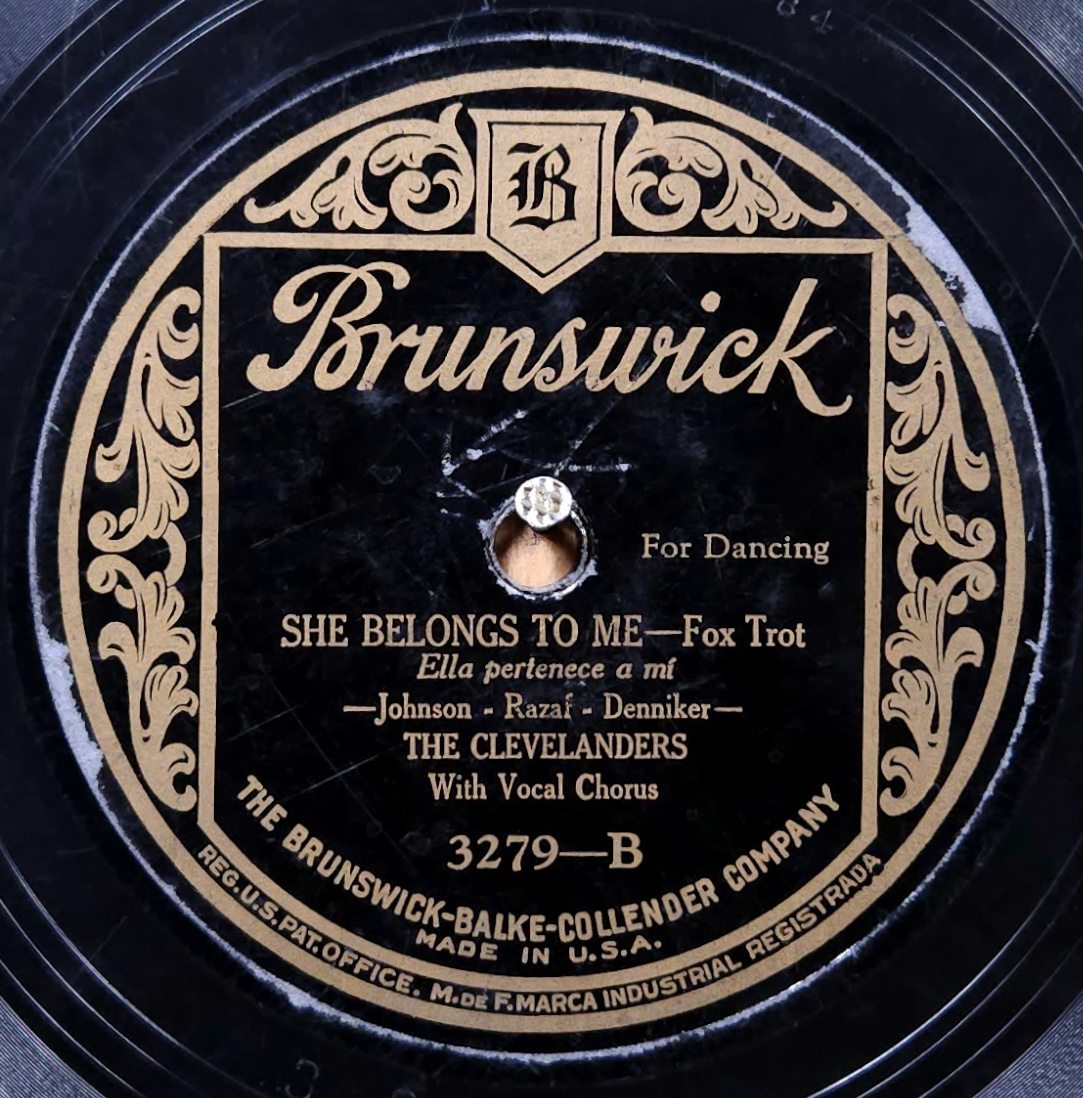 B
Brunswick
For Dancing
SHE BELONGS TO ME—Fox Trot
Ella pertenece a mí
—Johnson - Razaf - Denniker—
THE CLEVELANDERS
With Vocal Chorus
3279—B
THE BRUNSWICK-BALKE-COLLENDER COMPANY
MADE IN U.S.A.
REG.U.S.PAT.OFFICE. M.DE F.MARCA INDUSTRIAL REGISTRADA